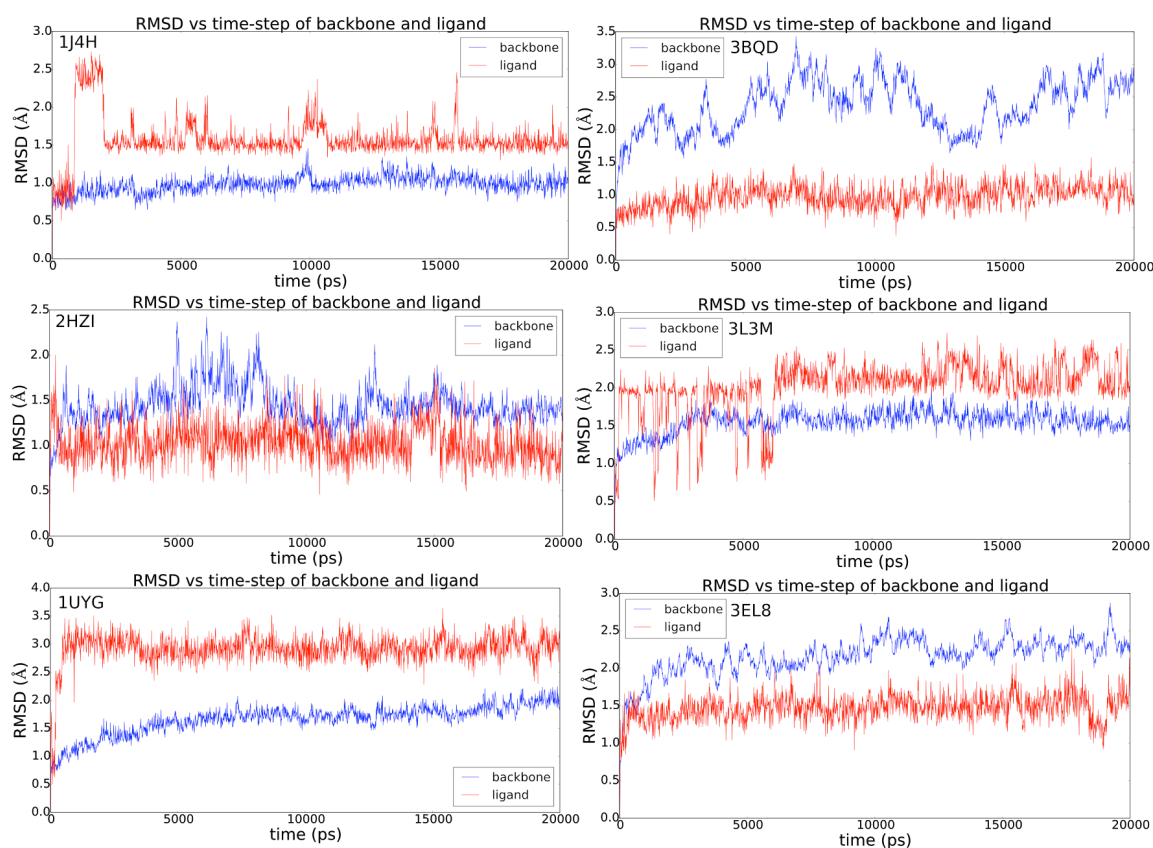 RMSD vs time-step of backbone and ligand
1J4H
backbone
ligand
RMSD (Å)
3.0
2.5
2.0
1.5
1.0
0.5
0.0
0 5000 10000 15000 20000
time (ps)
RMSD vs time-step of backbone and ligand
3BQD
backbone
ligand
RMSD (Å)
3.5
3.0
2.5
2.0
1.5
1.0
0.5
0.0
0 5000 10000 15000 20000
time (ps)
RMSD vs time-step of backbone and ligand
2HZI
backbone
ligand
RMSD (Å)
2.5
2.0
1.5
1.0
0.5
0.0
0 5000 10000 15000 20000
time (ps)
RMSD vs time-step of backbone and ligand
3L3M
backbone
ligand
RMSD (Å)
3.0
2.5
2.0
1.5
1.0
0.5
0.0
0 5000 10000 15000 20000
time (ps)
RMSD vs time-step of backbone and ligand
1UYG
backbone
ligand
RMSD (Å)
4.0
3.5
3.0
2.5
2.0
1.5
1.0
0.5
0.0
0 5000 10000 15000 20000
time (ps)
RMSD vs time-step of backbone and ligand
3EL8
backbone
ligand
RMSD (Å)
3.0
2.5
2.0
1.5
1.0
0.5
0.0
0 5000 10000 15000 20000
time (ps)